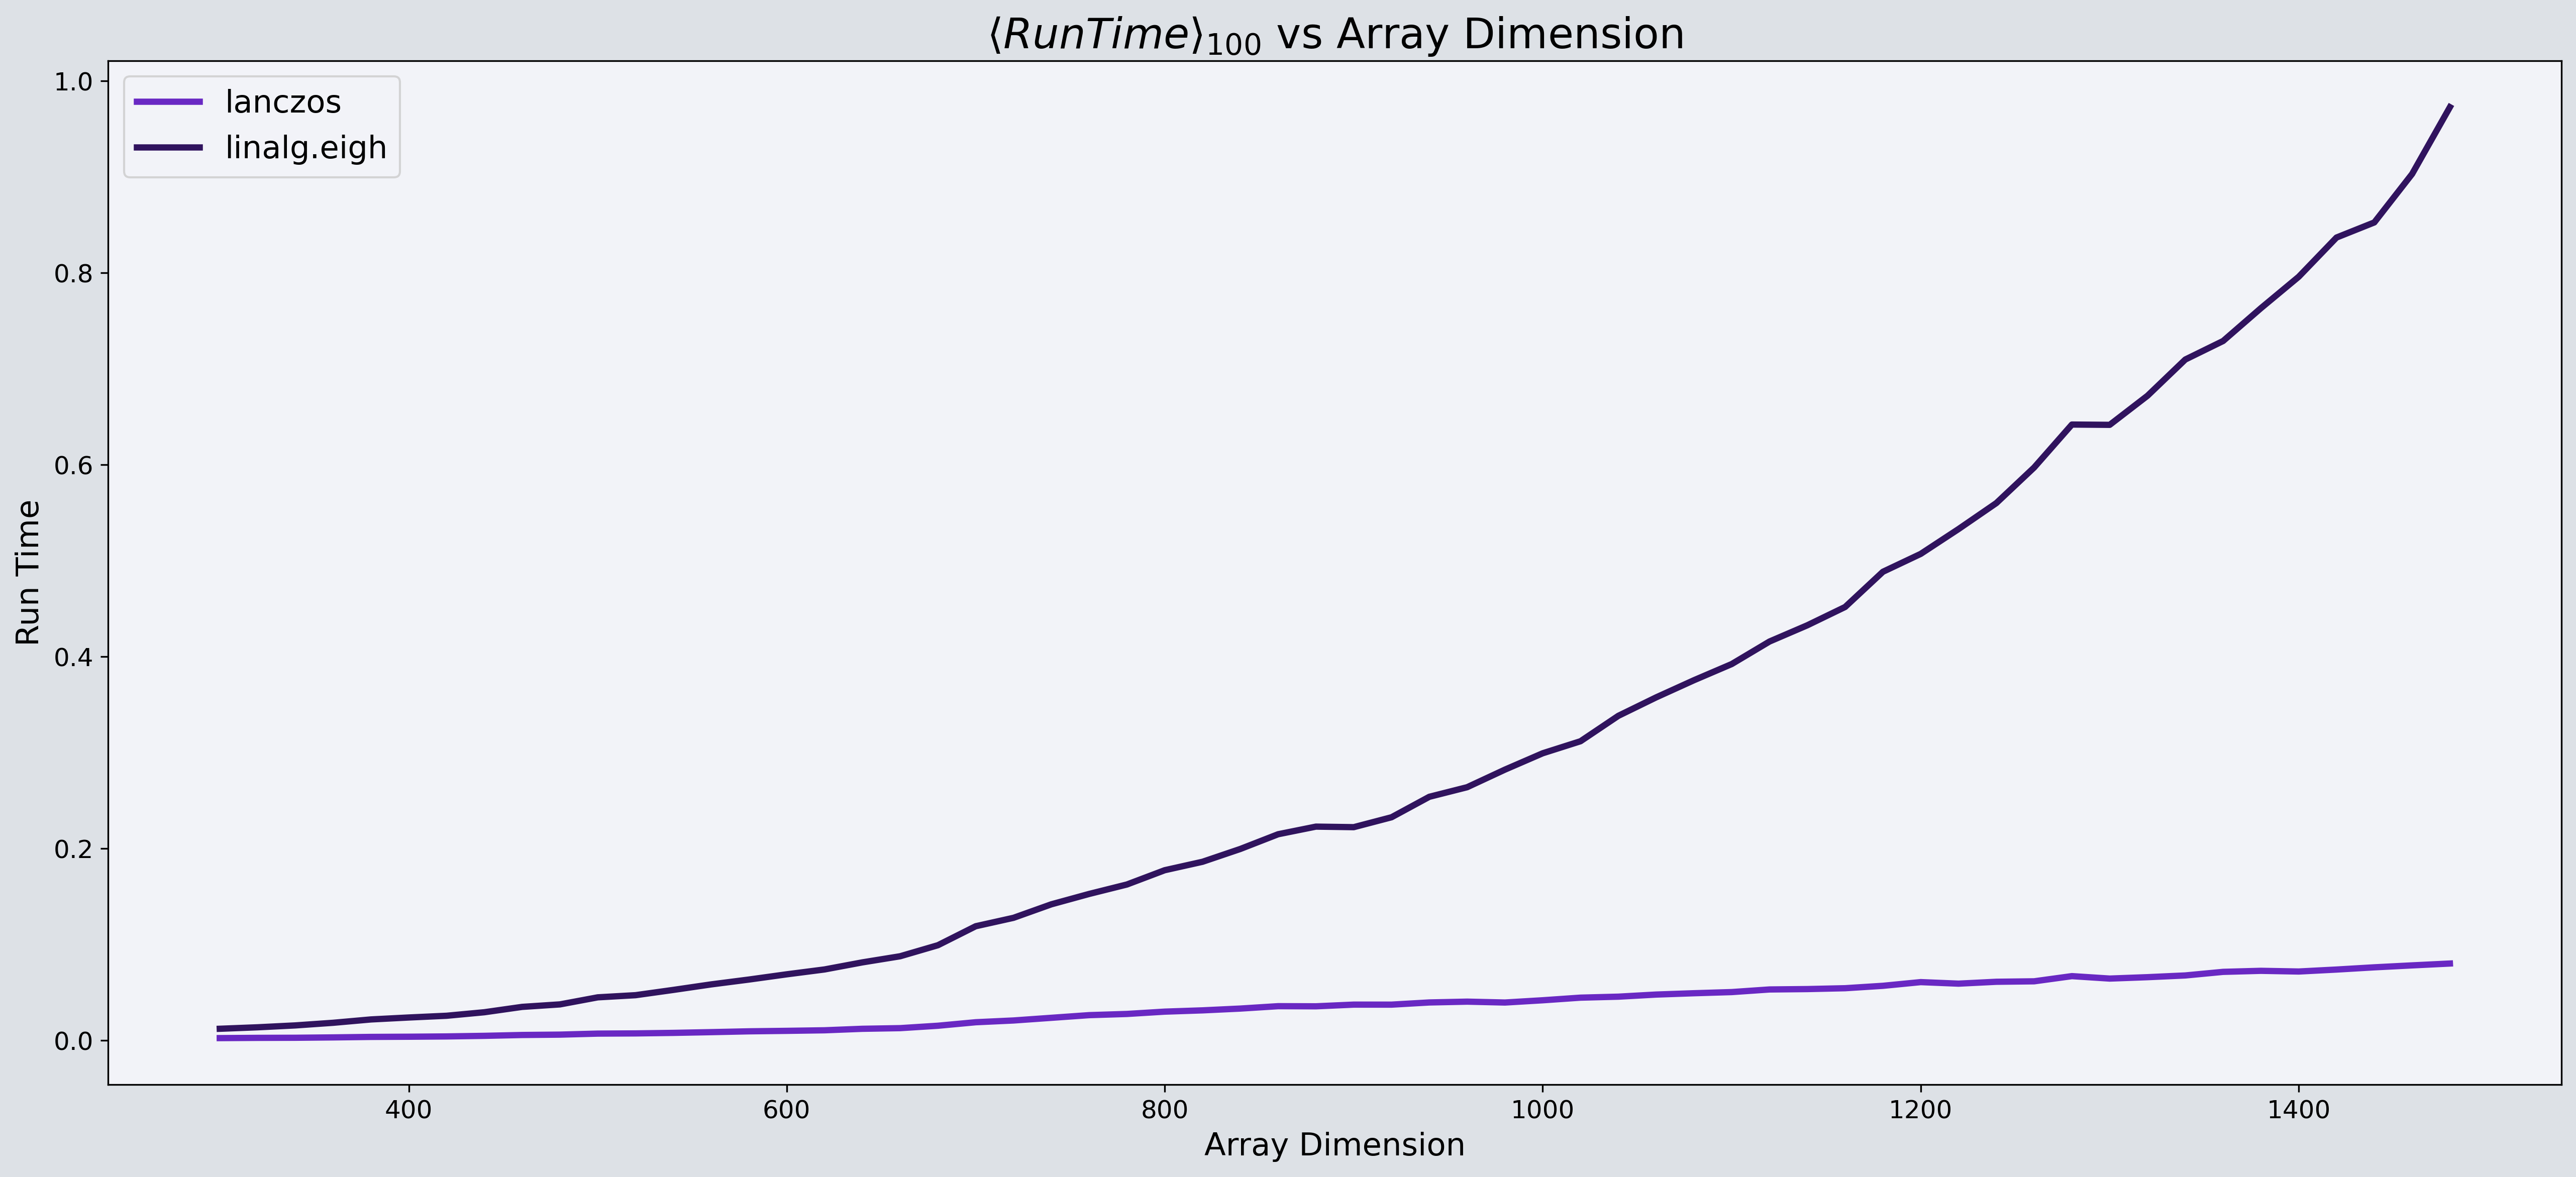 ⟨RunTime⟩₁₀₀ vs Array Dimension
lanczos
linalg.eigh
1.0
0.8
0.6
0.4
0.2
0.0
Run Time
400 600 800 1000 1200 1400
Array Dimension